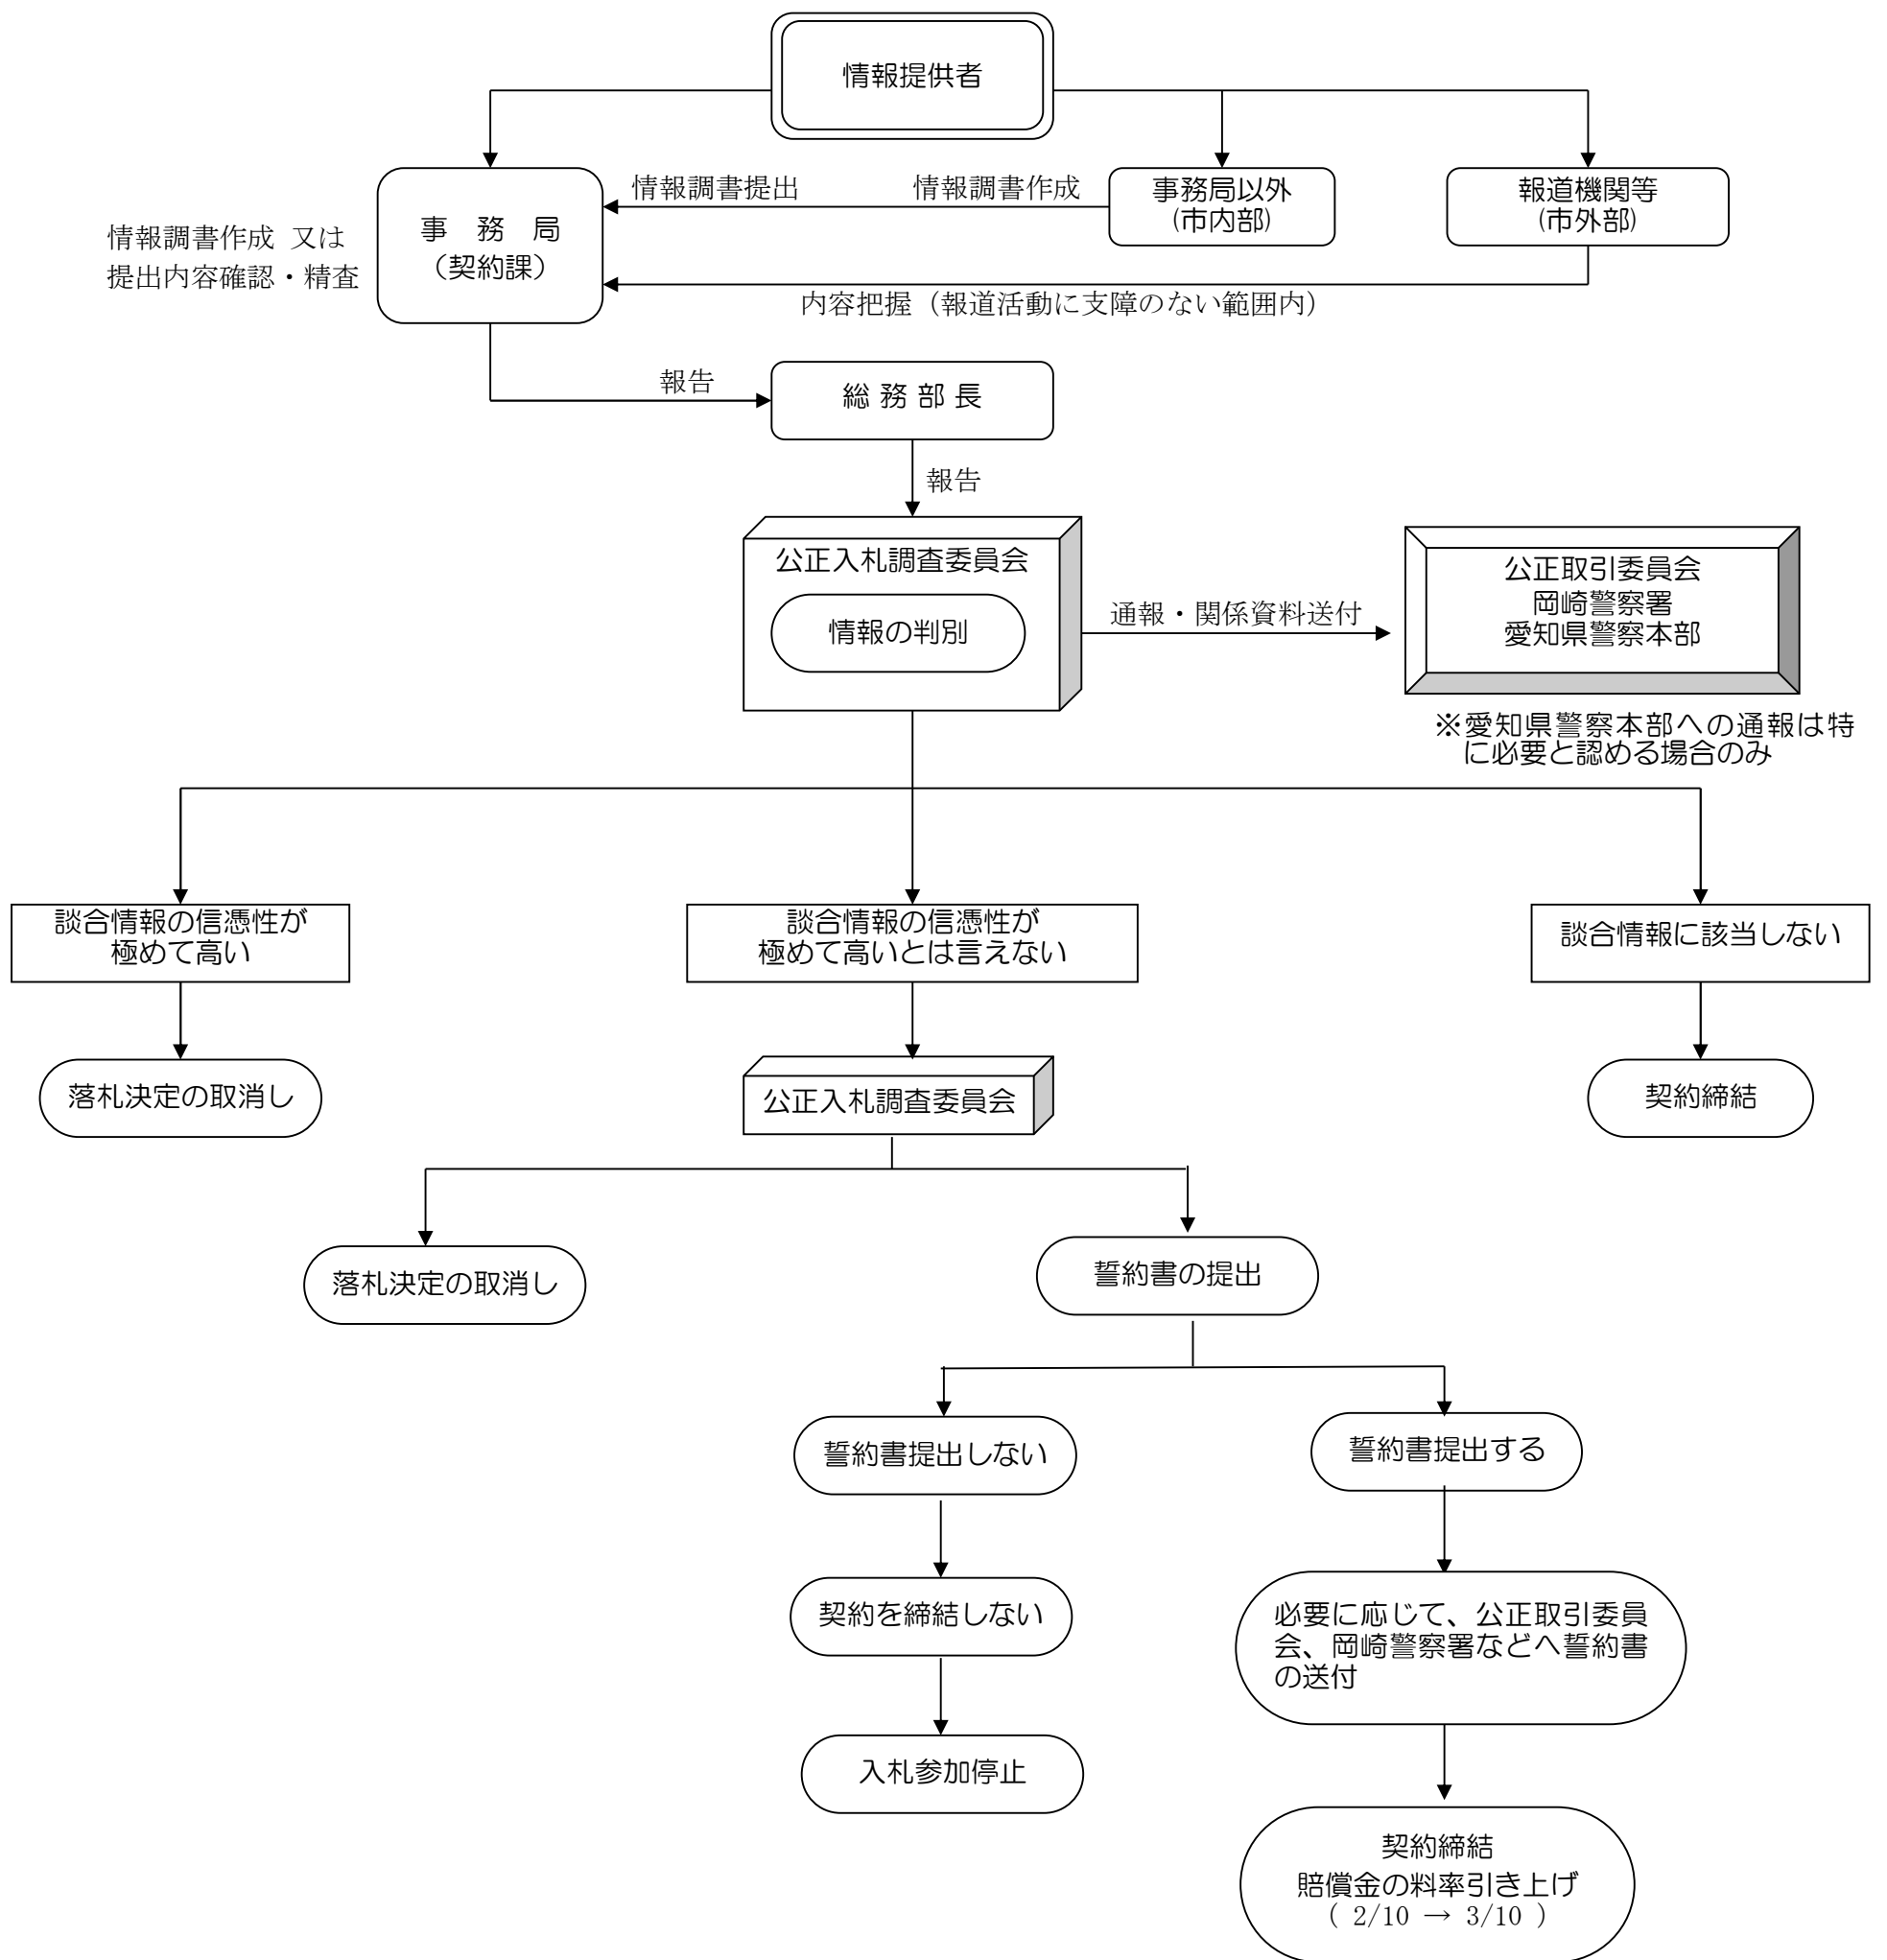 情報提供者
情報調書提出
情報調書作成
事務局以外
(市内部)
報道機関等
(市外部)
事　務　局
（契約課）
情報調書作成 又は
提出内容確認・精査
内容把握（報道活動に支障のない範囲内）
報告
総 務 部 長
報告
公正入札調査委員会
情報の判別
通報・関係資料送付
公正取引委員会
岡崎警察署
愛知県警察本部
※愛知県警察本部への通報は特
に必要と認める場合のみ
談合情報の信憑性が
極めて高い
談合情報の信憑性が
極めて高いとは言えない
談合情報に該当しない
落札決定の取消し
公正入札調査委員会
契約締結
落札決定の取消し
誓約書の提出
誓約書提出しない
誓約書提出する
契約を締結しない
必要に応じて、公正取引委員
会、岡崎警察署などへ誓約書
の送付
入札参加停止
契約締結
賠償金の料率引き上げ
（ 2/10 → 3/10 ）